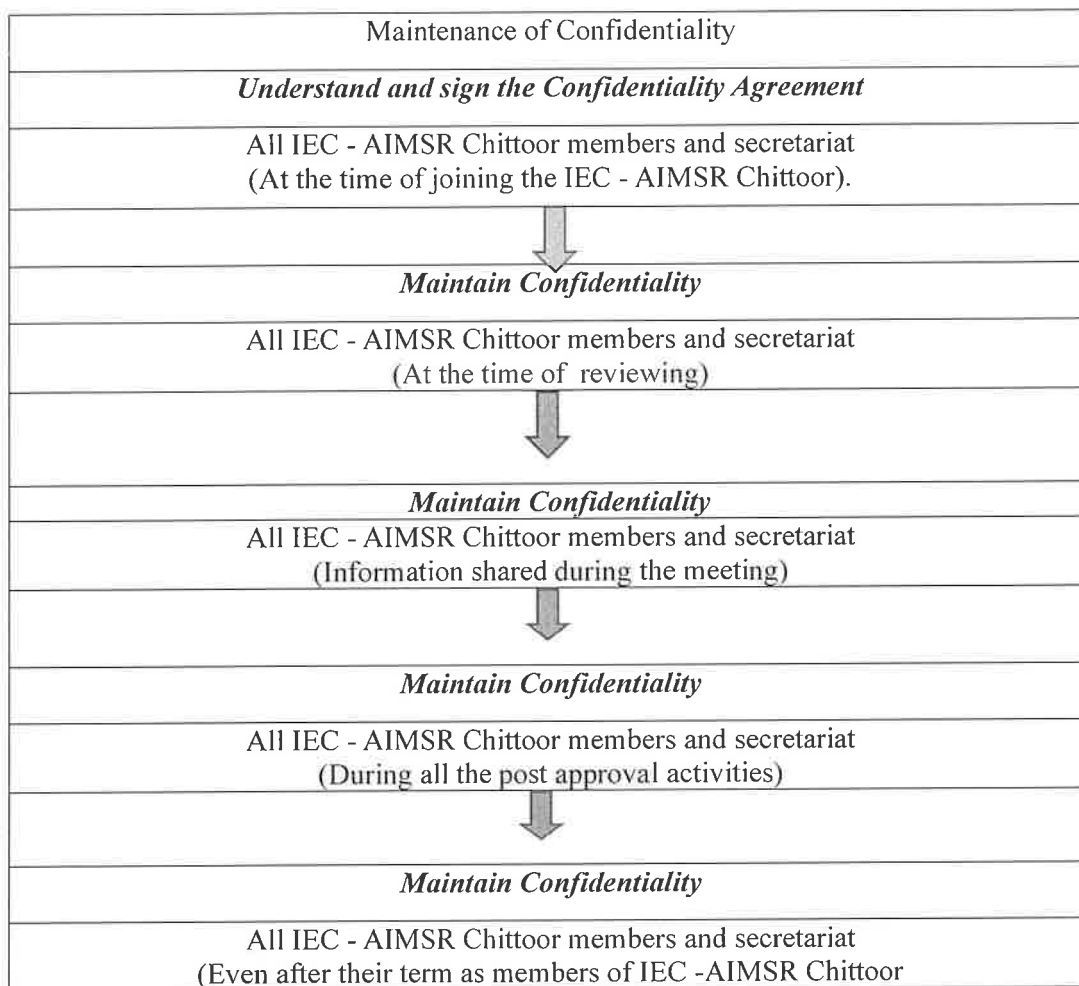 Maintenance of Confidentiality
Understand and sign the Confidentiality Agreement
All IEC - AIMSR Chittoor members and secretariat
(At the time of joining the IEC - AIMSR Chittoor).
Maintain Confidentiality
All IEC - AIMSR Chittoor members and secretariat
(At the time of reviewing)
Maintain Confidentiality
All IEC - AIMSR Chittoor members and secretariat
(Information shared during the meeting)
Maintain Confidentiality
All IEC - AIMSR Chittoor members and secretariat
(During all the post approval activities)
Maintain Confidentiality
All IEC - AIMSR Chittoor members and secretariat
(Even after their term as members of IEC -AIMSR Chittoor